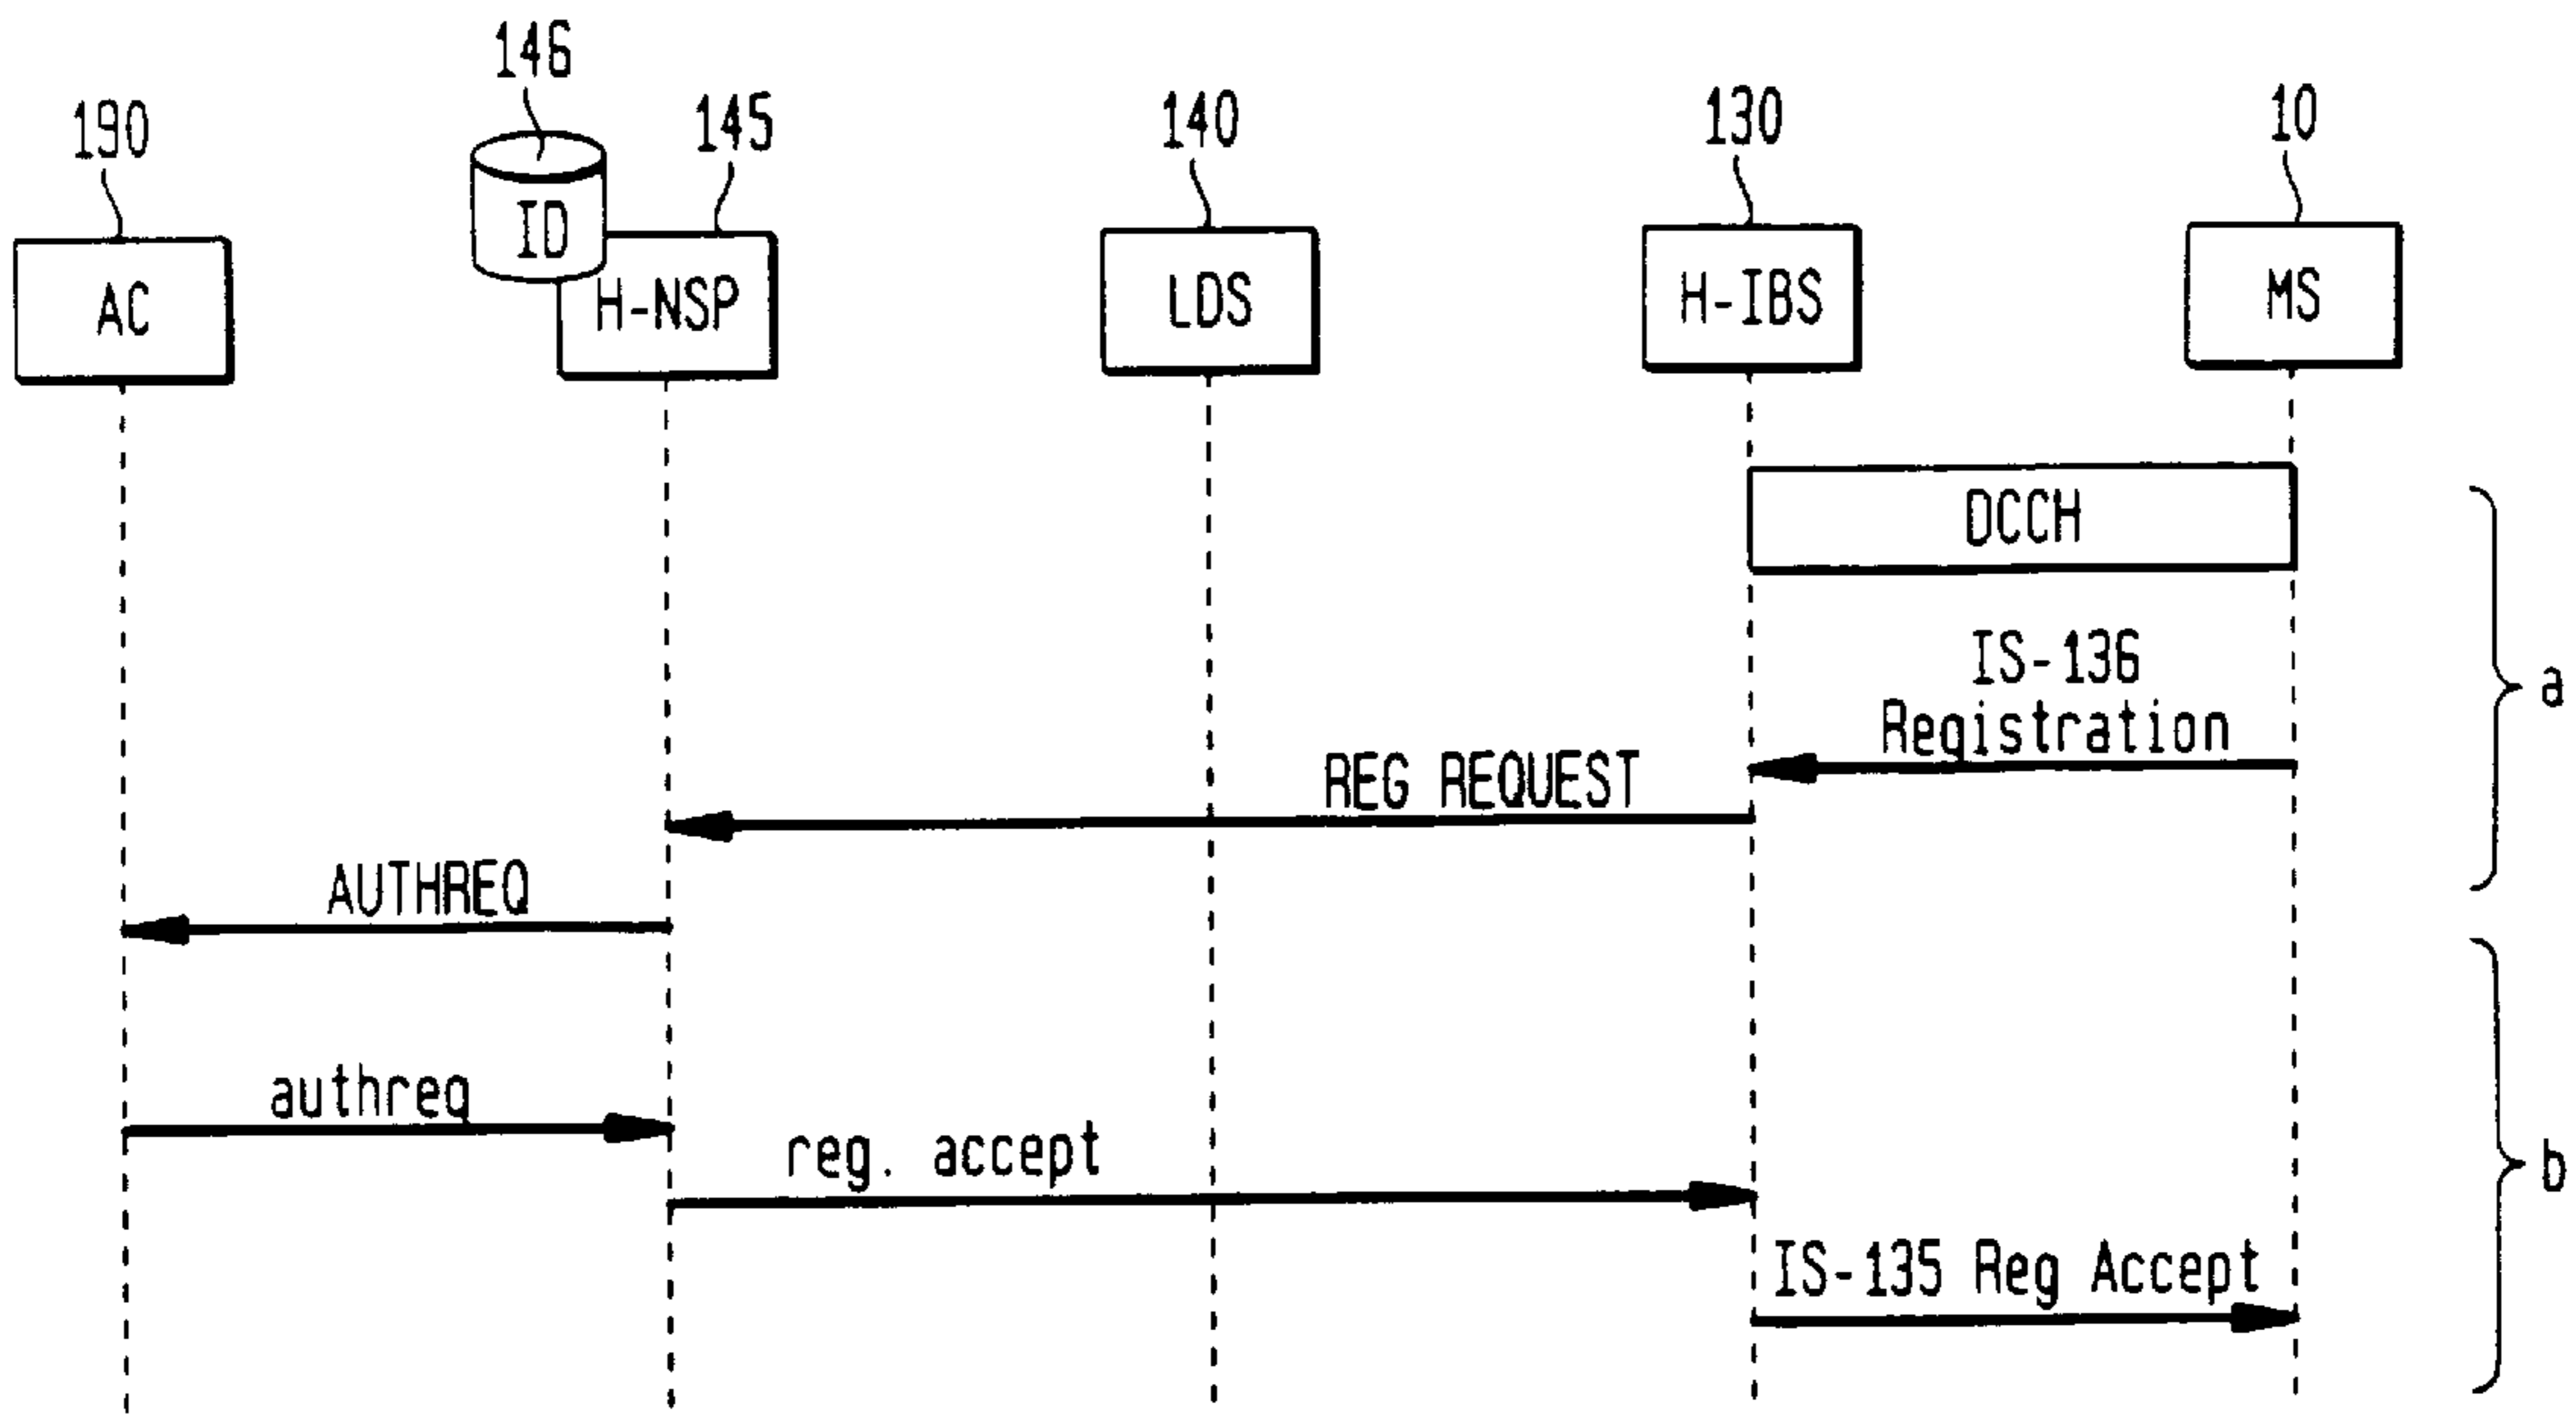 146
190
145
140
130
10
ID
AC
H-NSP
LDS
H-IBS
MS
DCCH
IS-136
Registration
a
REG REQUEST
AUTHREQ
authreq
reg. accept
b
IS-135 Reg Accept